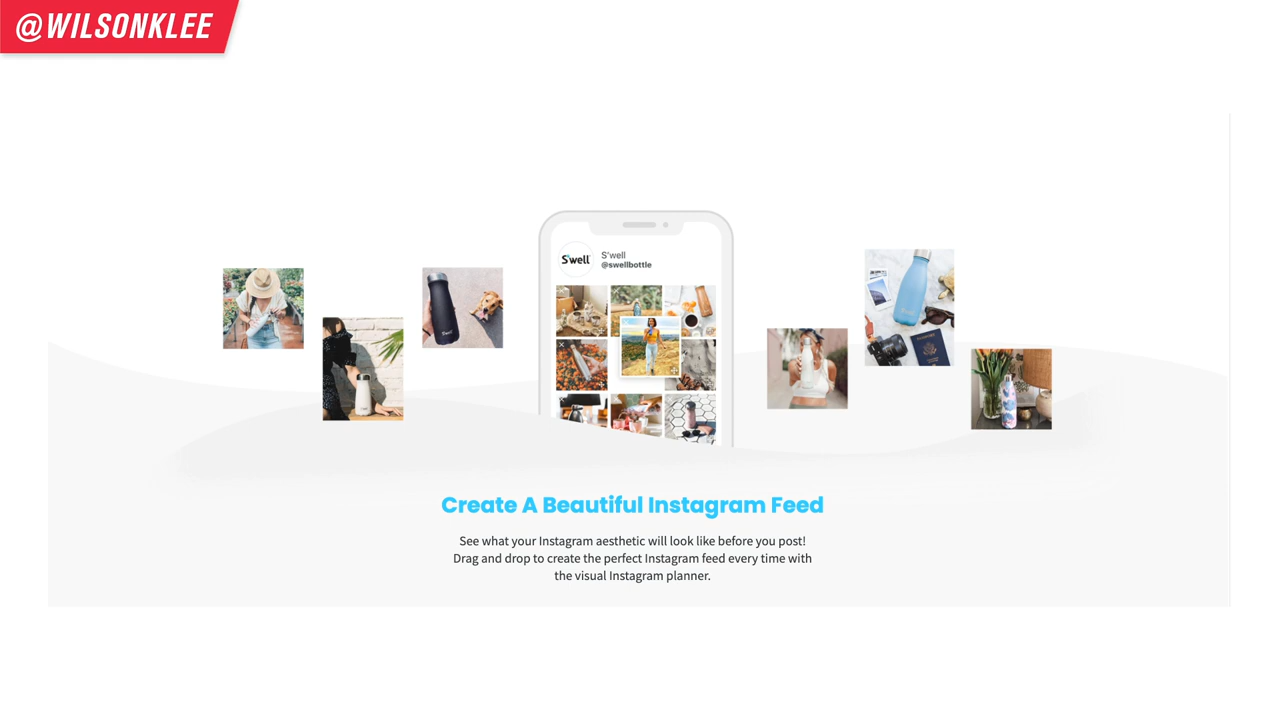 @WILSONKLEE
S'well
S'well
@swellbottle
Create A Beautiful Instagram Feed
See what your Instagram aesthetic will look like before you post!
Drag and drop to create the perfect Instagram feed every time with
the visual Instagram planner.